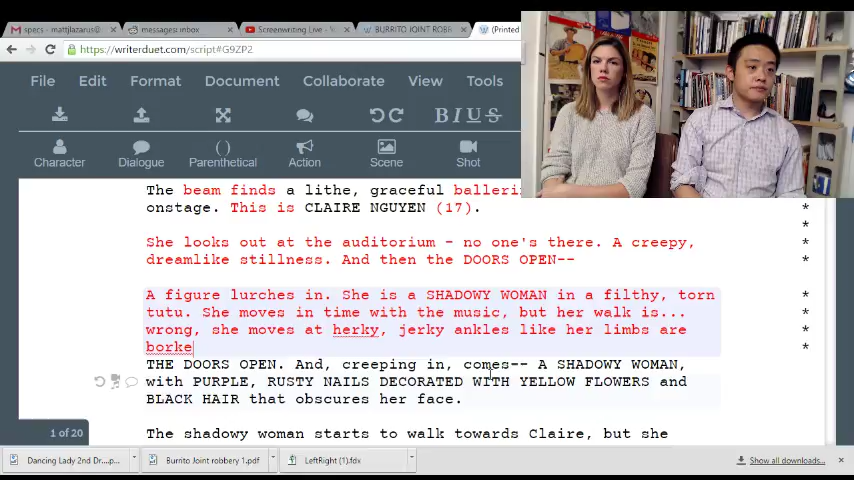 specs - mattjlazarus@
messages: inbox
Screenwriting Live -
BURRITO JOINT ROBB
(Printed
https://writerduet.com/script#G9ZP2
File Edit Format Document Collaborate View Tools
B I U S
Character Dialogue Parenthetical Action Scene Shot
The beam finds a lithe, graceful
onstage. This is CLAIRE NGUYEN (17). *
She looks out at the auditorium - no one's there. A creepy, *
dreamlike stillness. And then the DOORS OPEN-- *
A figure lurches in. She is a SHADOWY WOMAN in a filthy, torn *
tutu. She moves in time with the music, but her walk is... *
wrong, she moves at herky, jerky ankles like her limbs are *
borke *
THE DOORS OPEN. And, creeping in, comes-- A SHADOWY WOMAN,
with PURPLE, RUSTY NAILS DECORATED WITH YELLOW FLOWERS and
BLACK HAIR that obscures her face.
The shadowy woman starts to walk towards Claire, but she
1 of 20
Dancing Lady 2nd Dr....p...
Burrito Joint robbery 1.pdf
LeftRight (1).fdx
Show all downloads...